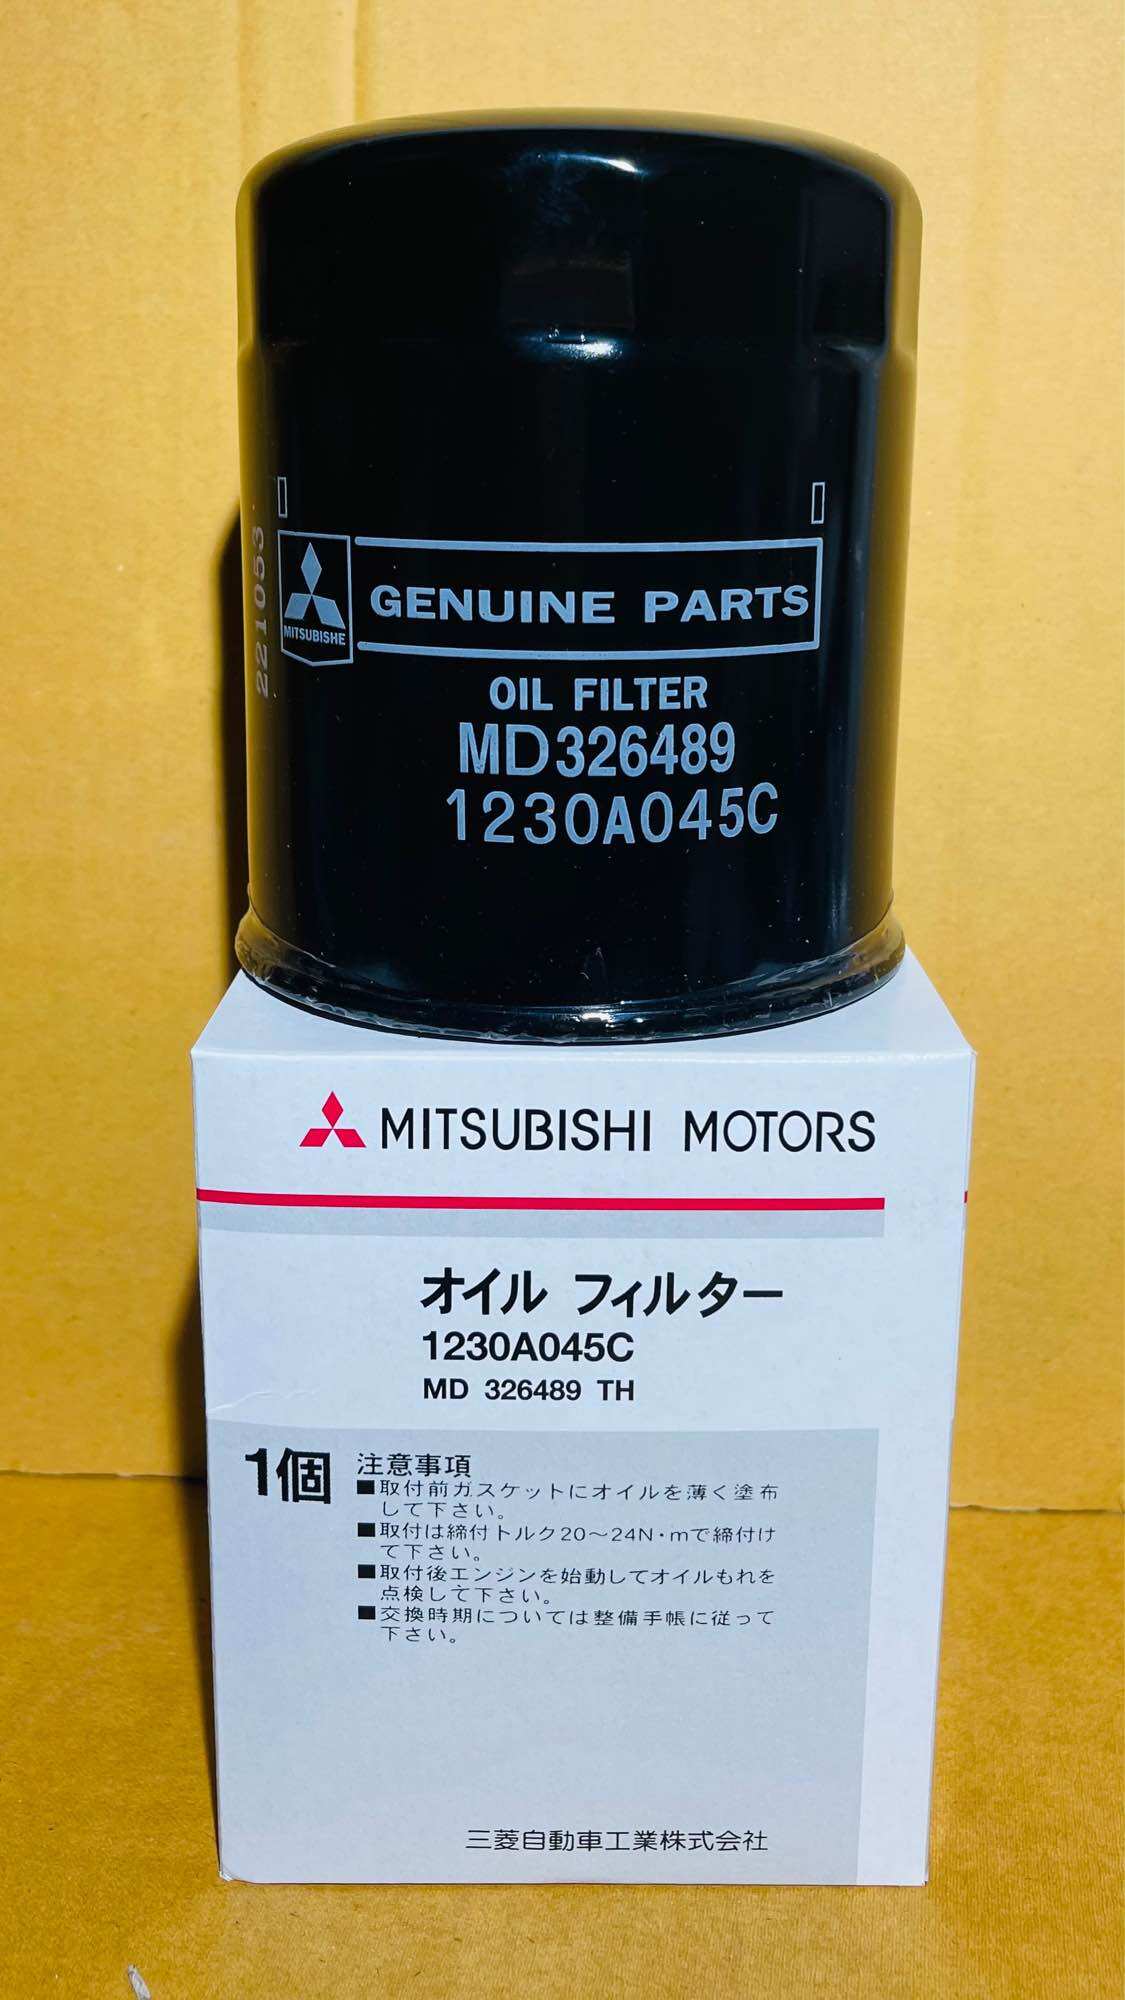 221053
MITSUBISHE
GENUINE PARTS
OIL FILTER
MD326489
1230A045C
MITSUBISHI MOTORS
オイル フィルター
1230A045C
MD 326489 TH
1個
注意事項
■取付前ガスケットにオイルを薄く塗布
して下さい。
■取付は締付トルク20～24N・mで締付け
て下さい。
■取付後エンジンを始動してオイルもれを
点検して下さい。
■交換時期については整備手帳に従って
下さい。
三菱自動車工業株式会社